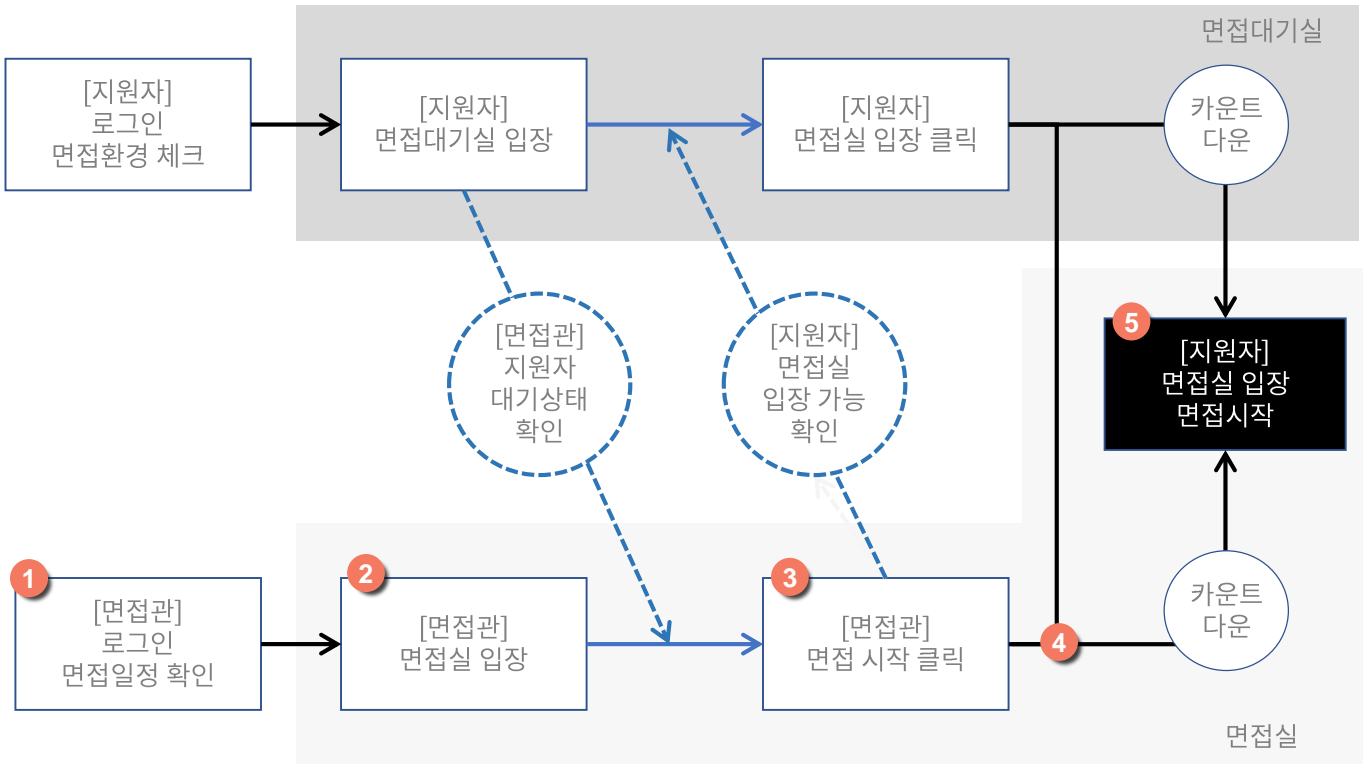 면접대기실
[지원자]
로그인
면접환경 체크
[지원자]
면접대기실 입장
[지원자]
면접실 입장 클릭
카운트
다운
[면접관]
지원자
대기상태
확인
[지원자]
면접실
입장 가능
확인
5
[지원자]
면접실 입장
면접시작
1
[면접관]
로그인
면접일정 확인
2
[면접관]
면접실 입장
3
[면접관]
면접 시작 클릭
4
카운트
다운
면접실